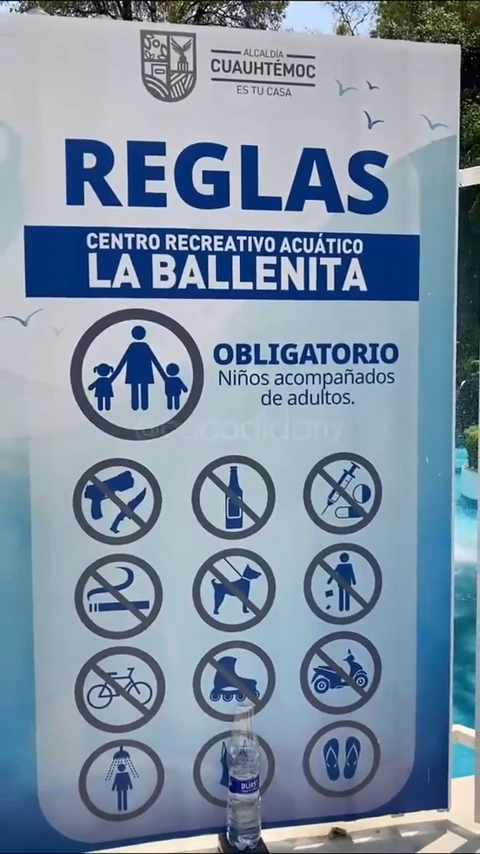 ALCALDÍA
CUAUHTÉMOC
ES TU CASA
REGLAS
CENTRO RECREATIVO ACUÁTICO
LA BALLENITA
OBLIGATORIO
Niños acompañados
de adultos.